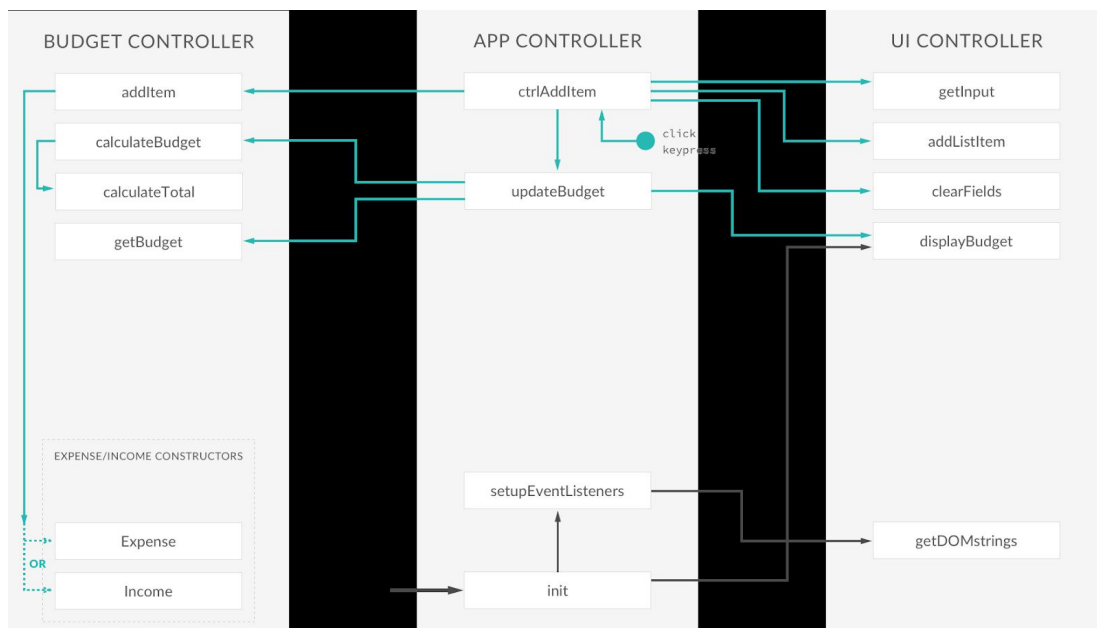 BUDGET CONTROLLER
addItem
calculateBudget
calculateTotal
getBudget
EXPENSE/INCOME CONSTRUCTORS
Expense
OR
Income
APP CONTROLLER
ctrlAddItem
click
keypress
updateBudget
setupEventListeners
init
UI CONTROLLER
getInput
addListItem
clearFields
displayBudget
getDOMstrings